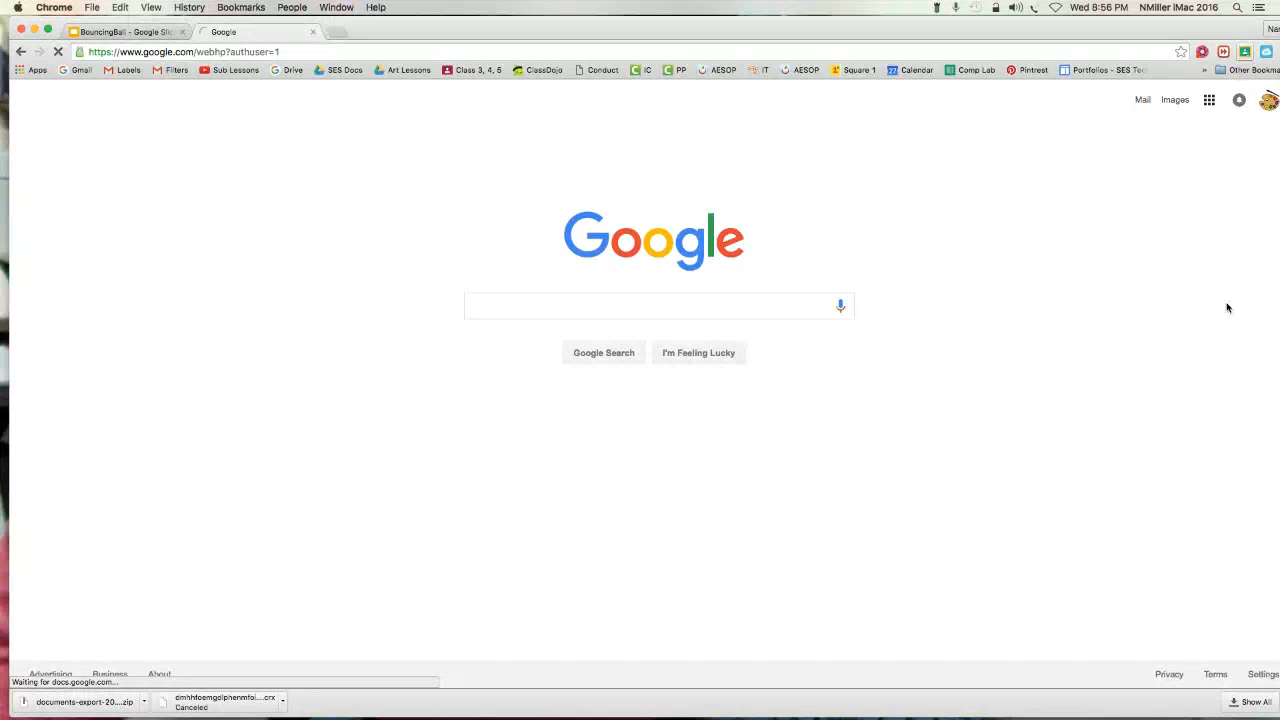 Chrome File Edit View History Bookmarks People Window Help Wed 8:56 PM NMiller iMac 2016
BouncingBall - Google Slid Google
https://www.google.com/webhp?authuser=1
Apps Gmail Labels Filters Sub Lessons Drive SES Docs Art Lessons Class 3, 4, 5 ClassDojo Conduct IC PP AESOP IT AESOP Square 1 Calendar Comp Lab Pintrest Portfolios - SES Tec » Other Bookma
Mail Images
Google
Google Search I'm Feeling Lucky
Advertising Business About Privacy Terms Settings
Waiting for docs.google.com...
documents-export-20....zip dmhhfoemgdlphenmfoi....crx Show All
Canceled